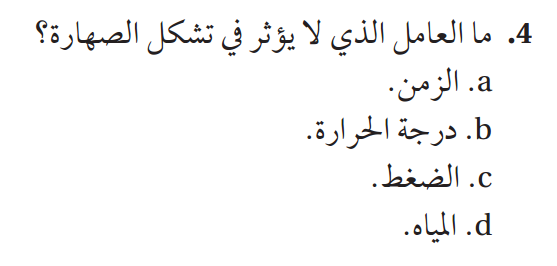 4. ما العامل الذي لا يؤثر في تشكل الصهارة؟
a. الزمن.
b. درجة الحرارة.
c. الضغط.
d. المياه.